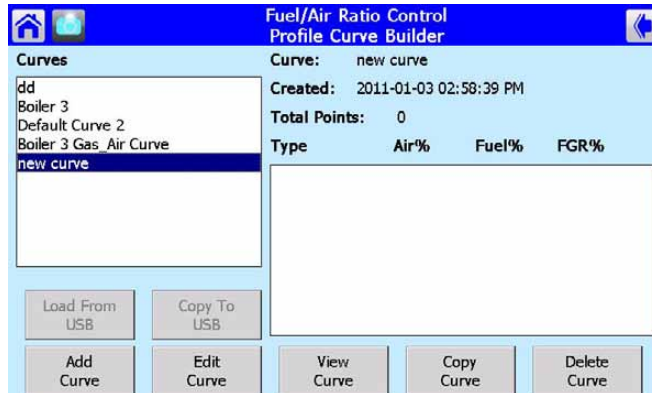 Fuel/Air Ratio Control
Profile Curve Builder
Curves
dd
Boiler 3
Default Curve 2
Boiler 3 Gas_Air Curve
new curve
Load From
USB
Copy To
USB
Curve: new curve
Created: 2011-01-03 02:58:39 PM
Total Points: 0
Type Air% Fuel% FGR%
Add
Curve
Edit
Curve
View
Curve
Copy
Curve
Delete
Curve